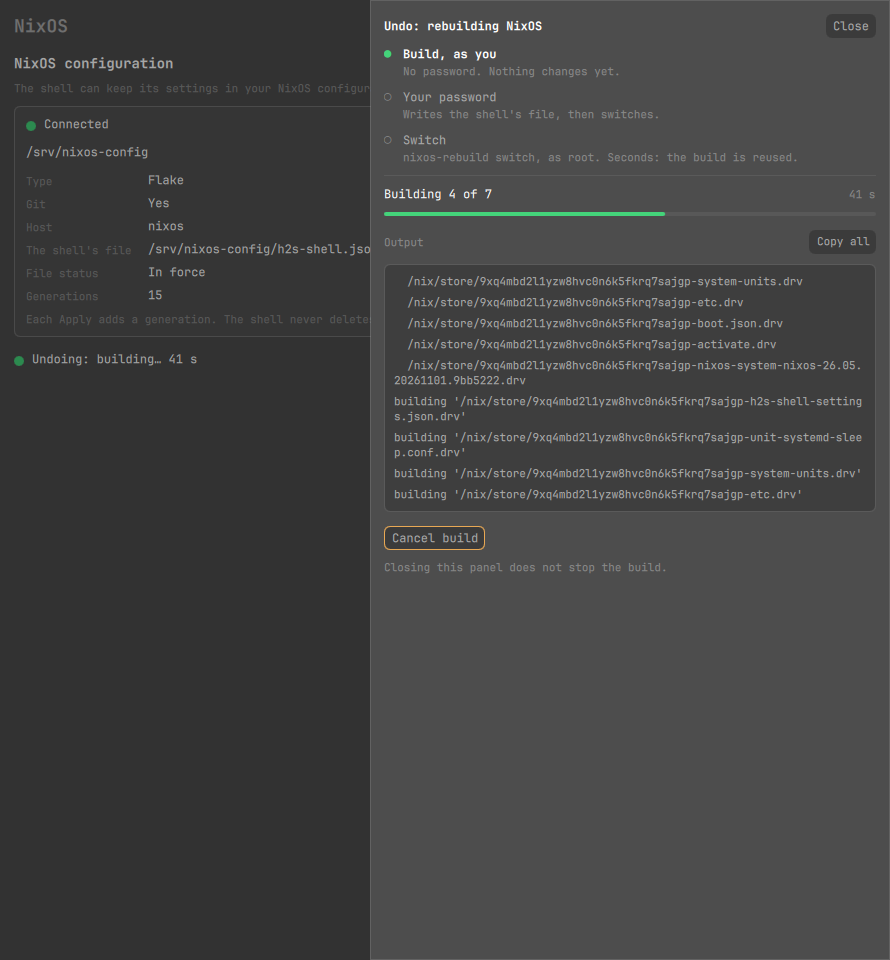 NixOS
NixOS configuration
The shell can keep its settings in your NixOS configur
Connected
/srv/nixos-config
Type Flake
Git Yes
Host nixos
The shell's file /srv/nixos-config/h2s-shell.jso
File status In force
Generations 15
Each Apply adds a generation. The shell never delete
Undoing: building… 41 s
Undo: rebuilding NixOS
Close
Build, as you
No password. Nothing changes yet.
Your password
Writes the shell's file, then switches.
Switch
nixos-rebuild switch, as root. Seconds: the build is reused.
Building 4 of 7 41 s
Output
Copy all
/nix/store/9xq4mbd2l1yzw8hvc0n6k5fkrq7sajgp-system-units.drv
/nix/store/9xq4mbd2l1yzw8hvc0n6k5fkrq7sajgp-etc.drv
/nix/store/9xq4mbd2l1yzw8hvc0n6k5fkrq7sajgp-boot.json.drv
/nix/store/9xq4mbd2l1yzw8hvc0n6k5fkrq7sajgp-activate.drv
/nix/store/9xq4mbd2l1yzw8hvc0n6k5fkrq7sajgp-nixos-system-nixos-26.05.
20261101.9bb5222.drv
building '/nix/store/9xq4mbd2l1yzw8hvc0n6k5fkrq7sajgp-h2s-shell-setting
s.json.drv'
building '/nix/store/9xq4mbd2l1yzw8hvc0n6k5fkrq7sajgp-unit-systemd-slee
p.conf.drv'
building '/nix/store/9xq4mbd2l1yzw8hvc0n6k5fkrq7sajgp-system-units.drv'
building '/nix/store/9xq4mbd2l1yzw8hvc0n6k5fkrq7sajgp-etc.drv'
Cancel build
Closing this panel does not stop the build.